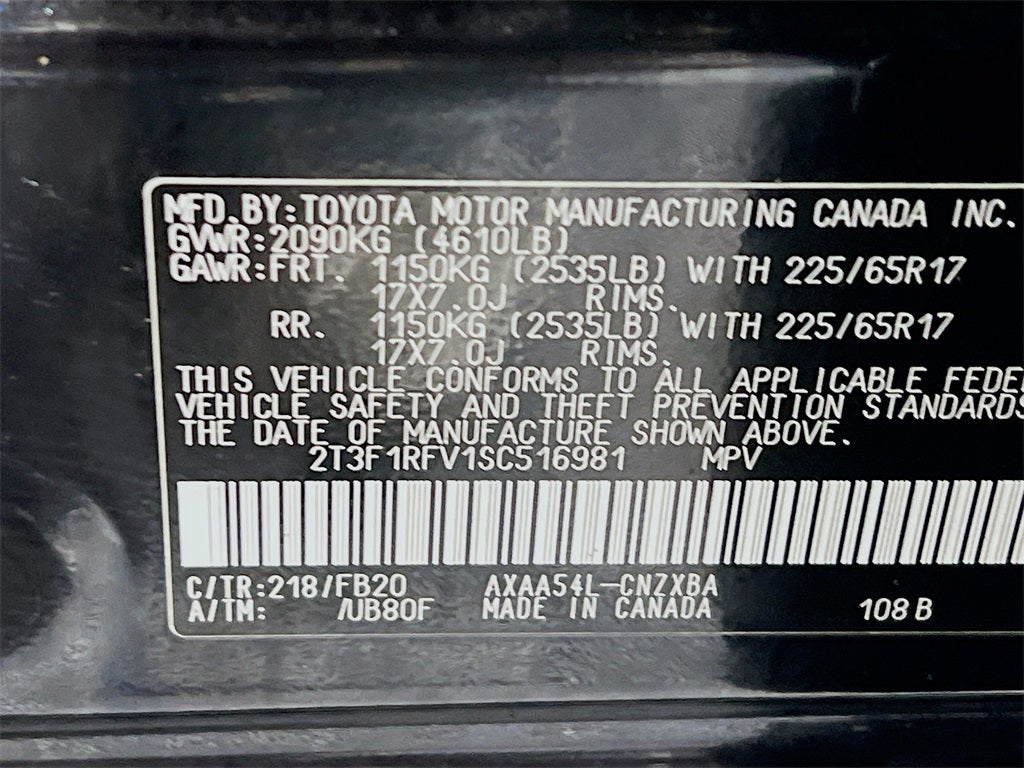 MFD.BY:TOYOTA MOTOR MANUFACTURING CANADA INC.
GVWR:2090KG (4610LB)
GAWR:FRT. 1150KG (2535LB) WITH 225/65R17
17X7.0J RIMS.
RR. 1150KG (2535LB) WITH 225/65R17
17X7.0J RIMS.
THIS VEHICLE CONFORMS TO ALL APPLICABLE FEDE
VEHICLE SAFETY AND THEFT PREVENTION STANDARDS
THE DATE OF MANUFACTURE SHOWN ABOVE.
2T3F1RFV1SC516981 MPV
C/TR:218/FB20 AXAA54L-CNZXBA
A/TM: /UB80F MADE IN CANADA 108B